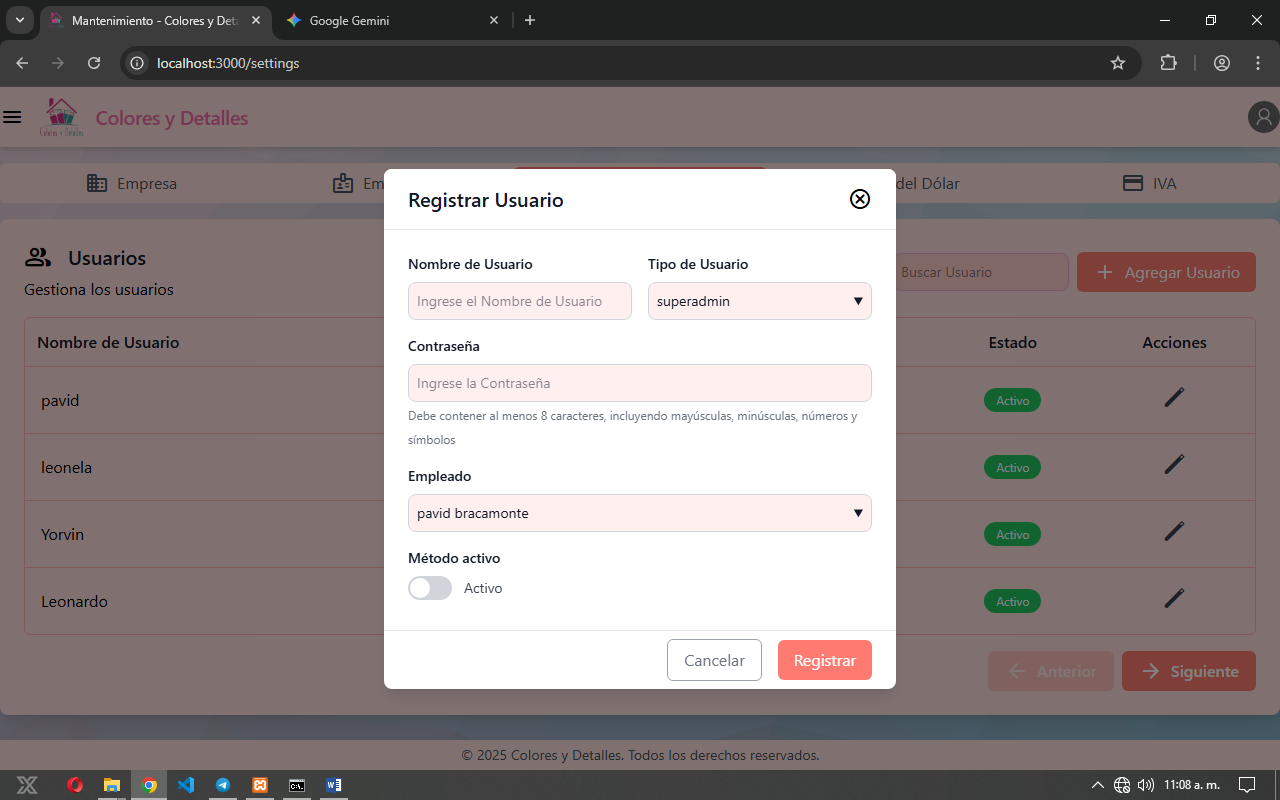 Mantenimiento - Colores y Deta
Google Gemini
localhost:3000/settings
Colores y Detalles
Colores y Detalles
Empresa
Em
del Dólar
IVA
Usuarios
Gestiona los usuarios
Buscar Usuario
Agregar Usuario
Nombre de Usuario
Estado
Acciones
pavid
Activo
leonela
Activo
Yorvin
Activo
Leonardo
Activo
Anterior
Siguiente
Registrar Usuario
Nombre de Usuario
Tipo de Usuario
Ingrese el Nombre de Usuario
superadmin
Contraseña
Ingrese la Contraseña
Debe contener al menos 8 caracteres, incluyendo mayúsculas, minúsculas, números y
símbolos
Empleado
pavid bracamonte
Método activo
Activo
Cancelar
Registrar
© 2025 Colores y Detalles. Todos los derechos reservados.
11:08 a. m.